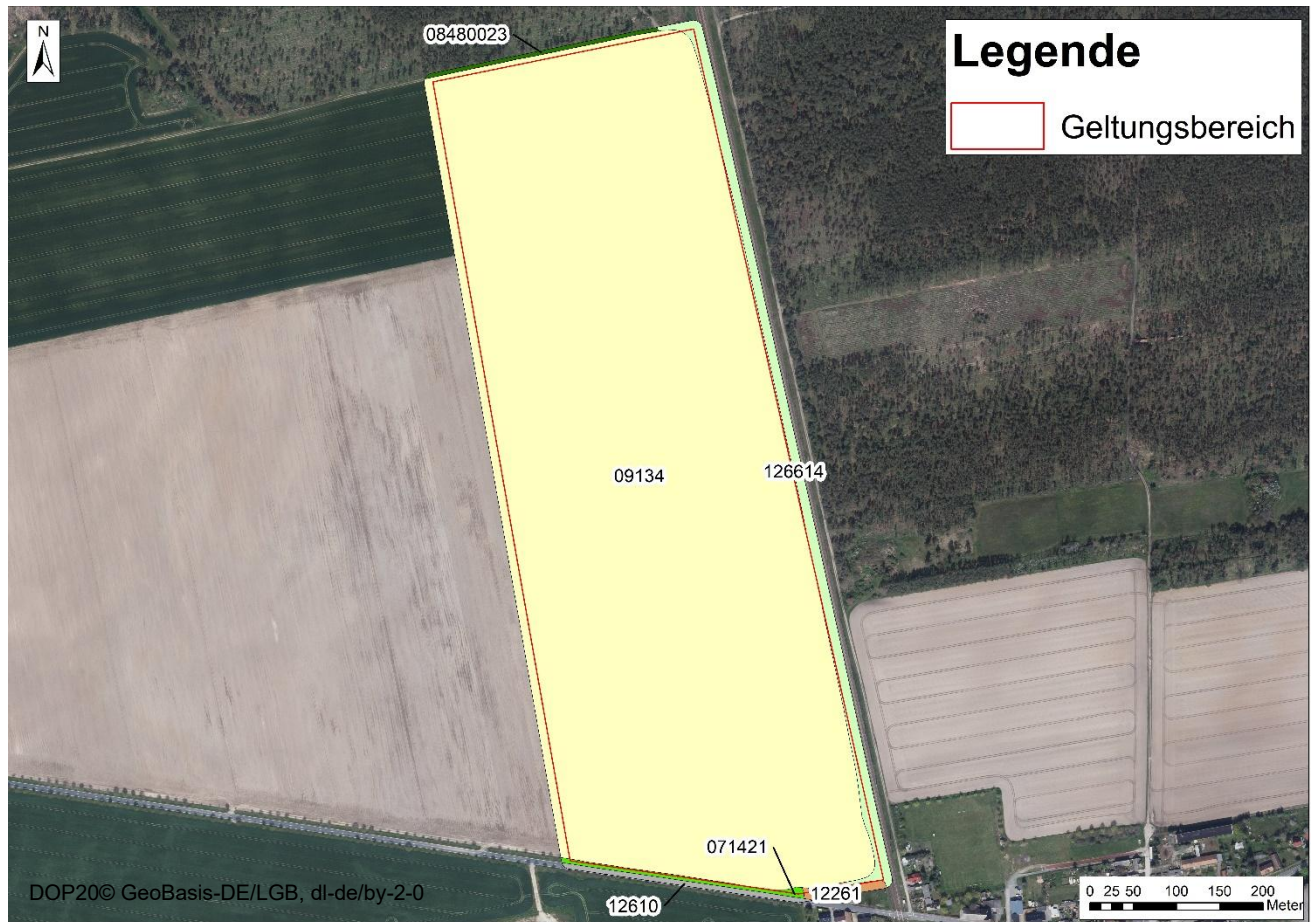 N
08480023
Legende
Geltungsbereich
09134
126614
071421
12261
12610
DOP20© GeoBasis-DE/LGB, dl-de/by-2-0
0 25 50 100 150 200
Meter